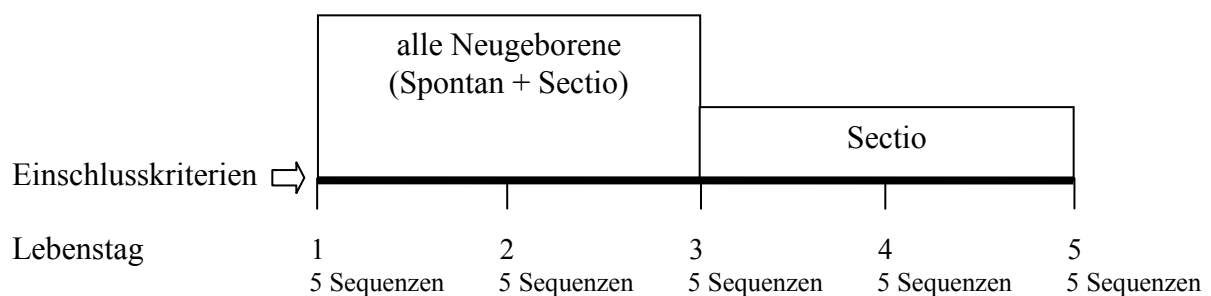 alle Neugeborene
(Spontan + Sectio)
Sectio
Einschlusskriterien
Lebenstag 1 2 3 4 5
5 Sequenzen 5 Sequenzen 5 Sequenzen 5 Sequenzen 5 Sequenzen